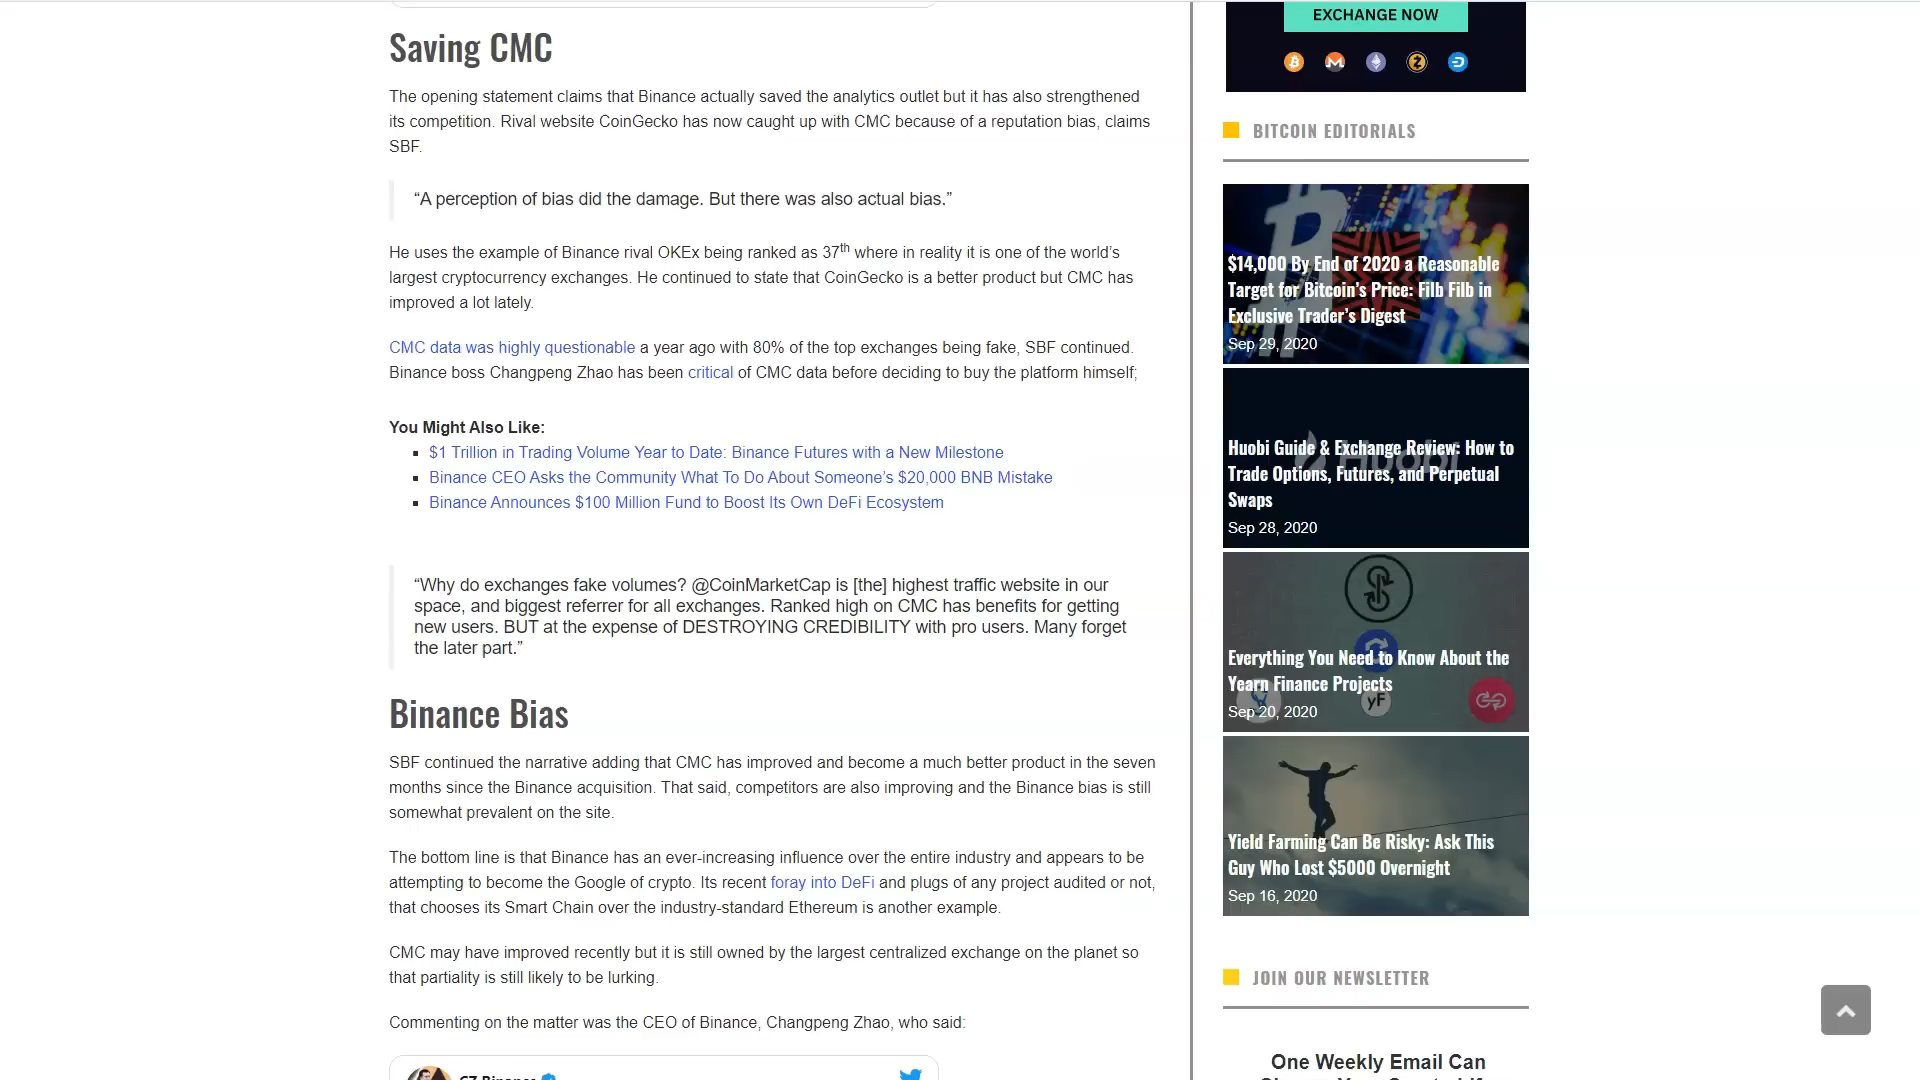 EXCHANGE NOW
Saving CMC
The opening statement claims that Binance actually saved the analytics outlet but it has also strengthened
its competition. Rival website CoinGecko has now caught up with CMC because of a reputation bias, claims
SBF.
“A perception of bias did the damage. But there was also actual bias.”
He uses the example of Binance rival OKEx being ranked as 37th where in reality it is one of the world’s
largest cryptocurrency exchanges. He continued to state that CoinGecko is a better product but CMC has
improved a lot lately.
CMC data was highly questionable a year ago with 80% of the top exchanges being fake, SBF continued.
Binance boss Changpeng Zhao has been critical of CMC data before deciding to buy the platform himself;
You Might Also Like:
$1 Trillion in Trading Volume Year to Date: Binance Futures with a New Milestone
Binance CEO Asks the Community What To Do About Someone’s $20,000 BNB Mistake
Binance Announces $100 Million Fund to Boost Its Own DeFi Ecosystem
“Why do exchanges fake volumes? @CoinMarketCap is [the] highest traffic website in our
space, and biggest referrer for all exchanges. Ranked high on CMC has benefits for getting
new users. BUT at the expense of DESTROYING CREDIBILITY with pro users. Many forget
the later part.”
Binance Bias
SBF continued the narrative adding that CMC has improved and become a much better product in the seven
months since the Binance acquisition. That said, competitors are also improving and the Binance bias is still
somewhat prevalent on the site.
The bottom line is that Binance has an ever-increasing influence over the entire industry and appears to be
attempting to become the Google of crypto. Its recent foray into DeFi and plugs of any project audited or not,
that chooses its Smart Chain over the industry-standard Ethereum is another example.
CMC may have improved recently but it is still owned by the largest centralized exchange on the planet so
that partiality is still likely to be lurking.
Commenting on the matter was the CEO of Binance, Changpeng Zhao, who said:
CZ Binance
BITCOIN EDITORIALS
$14,000 By End of 2020 a Reasonable
Target for Bitcoin’s Price: Filb Filb in
Exclusive Trader’s Digest
Sep 29, 2020
Huobi
Huobi Guide & Exchange Review: How to
Trade Options, Futures, and Perpetual
Swaps
Sep 28, 2020
Everything You Need to Know About the
Yearn Finance Projects
yF
Sep 20, 2020
Yield Farming Can Be Risky: Ask This
Guy Who Lost $5000 Overnight
Sep 16, 2020
JOIN OUR NEWSLETTER
One Weekly Email Can